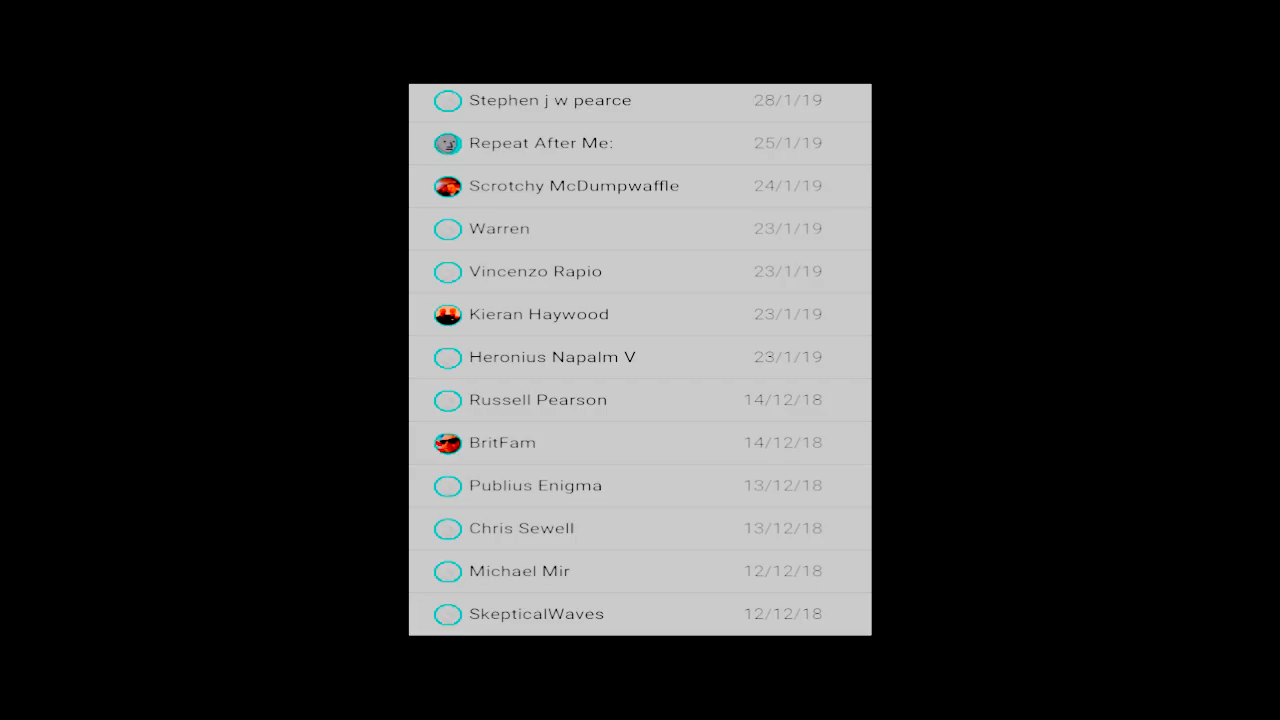 Stephen j w pearce 28/1/19
Repeat After Me: 25/1/19
Scrotchy McDumpwaffle 24/1/19
Warren 23/1/19
Vincenzo Rapio 23/1/19
Kieran Haywood 23/1/19
Heronius Napalm V 23/1/19
Russell Pearson 14/12/18
BritFam 14/12/18
Publius Enigma 13/12/18
Chris Sewell 13/12/18
Michael Mir 12/12/18
SkepticalWaves 12/12/18